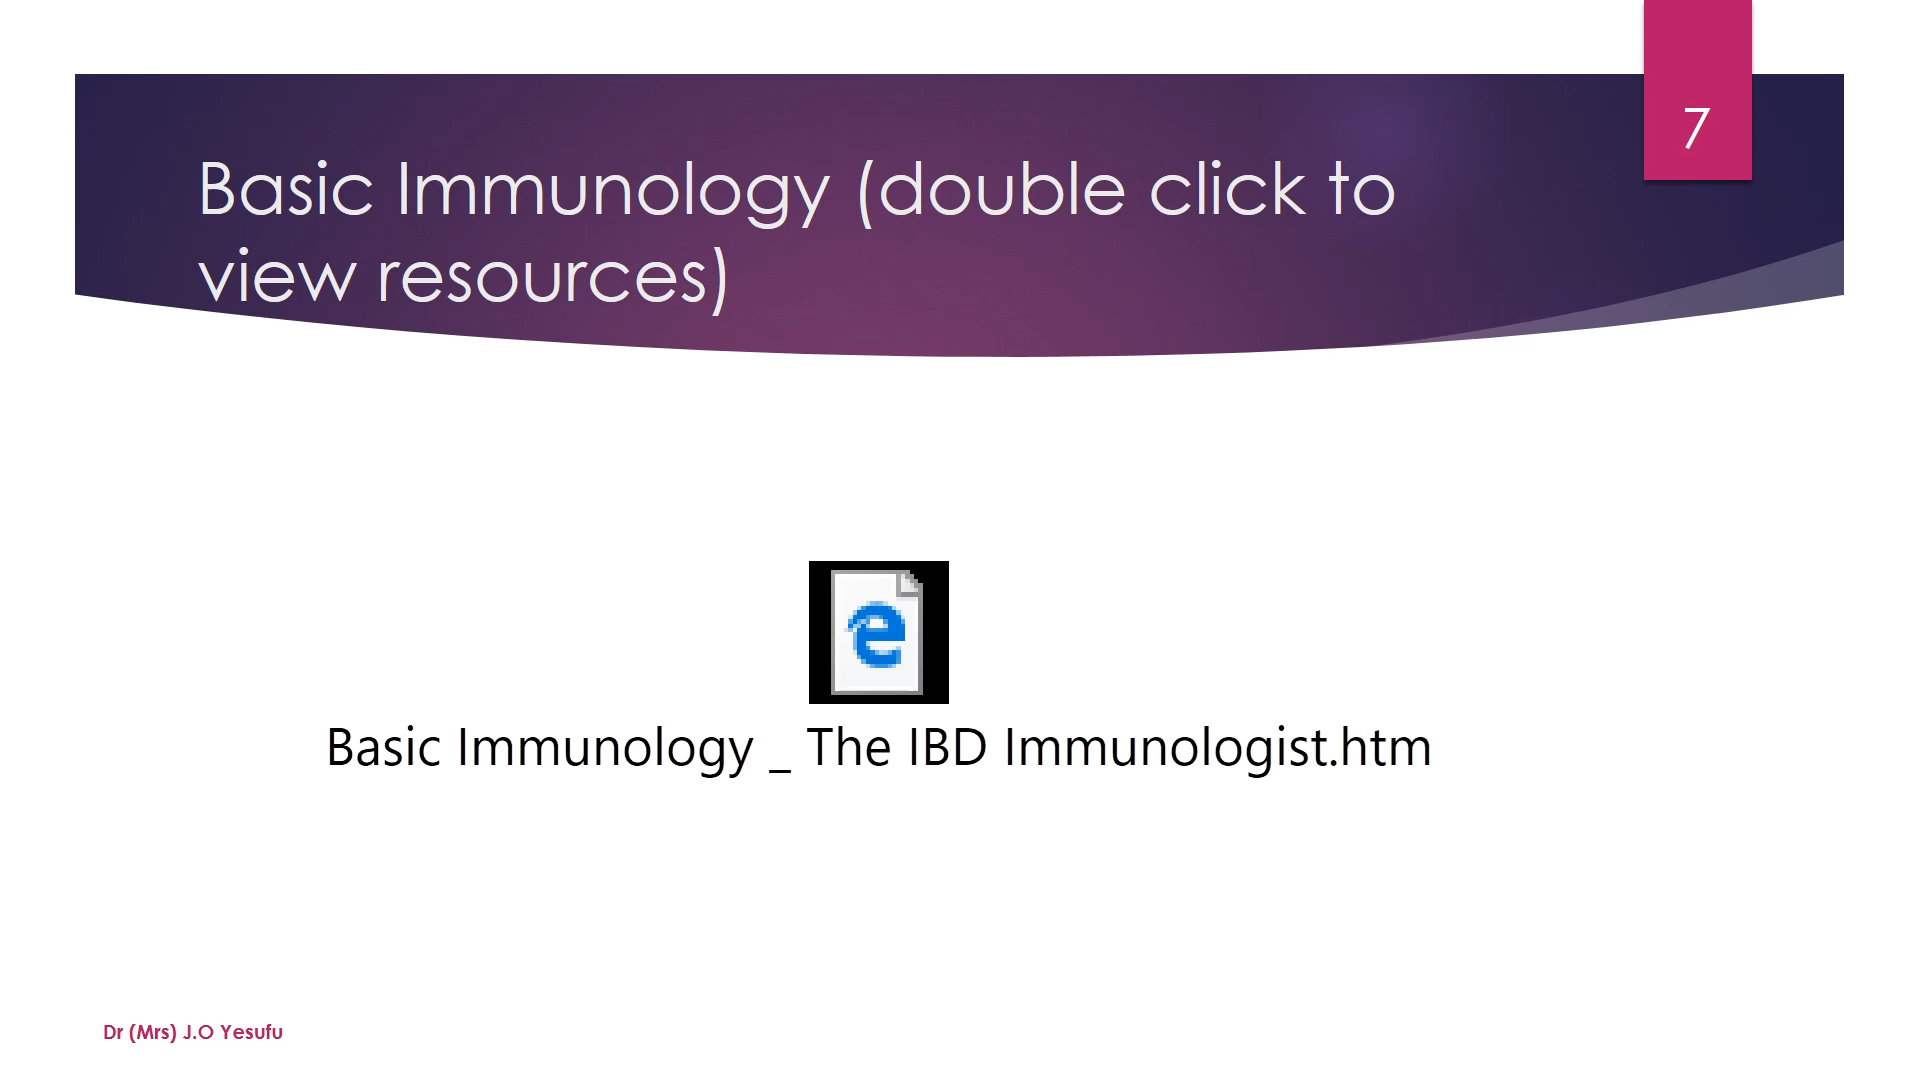 7
Basic Immunology (double click to
view resources)
Basic Immunology _ The IBD Immunologist.htm
Dr (Mrs) J.O Yesufu